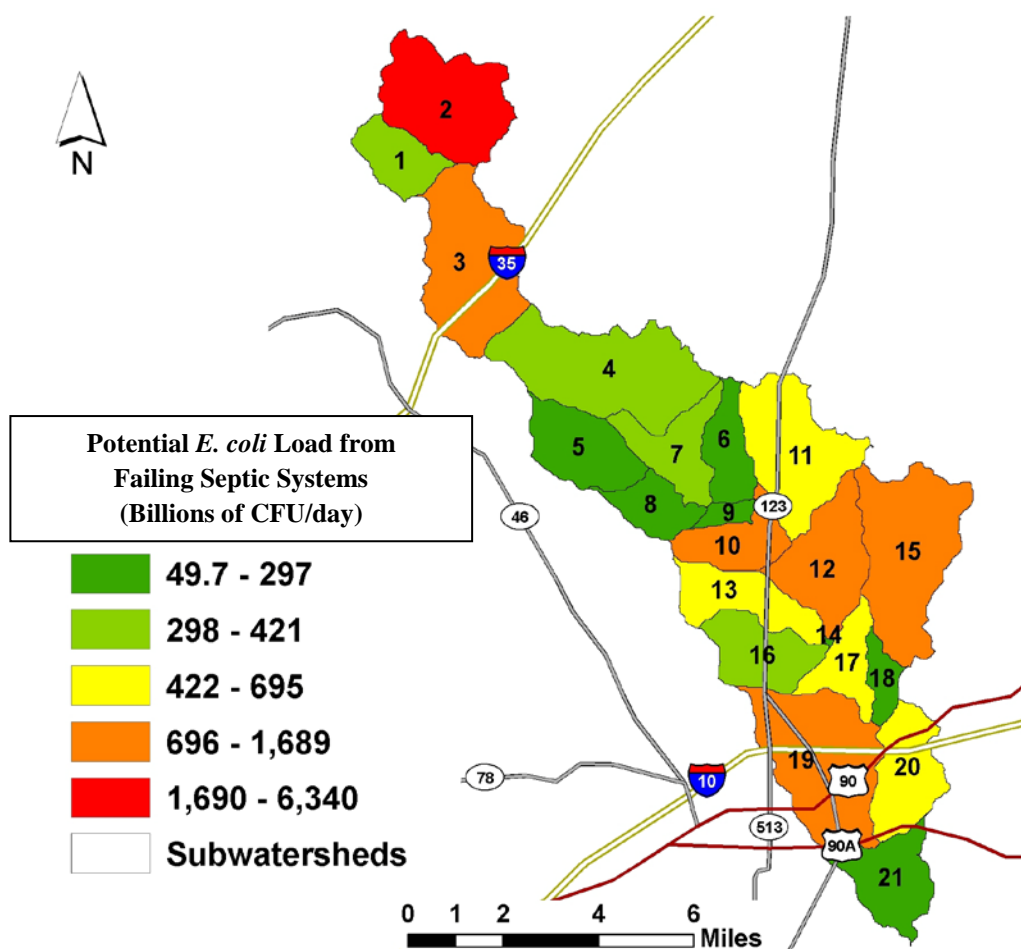 2
1
N
3
35
4
5
7
6
11
8
9
123
46
10
12
15
13
14
16
17
18
19
20
90
78
10
513
90A
21
Potential E. coli Load from
Failing Septic Systems
(Billions of CFU/day)
49.7 - 297
298 - 421
422 - 695
696 - 1,689
1,690 - 6,340
Subwatersheds
0 1 2 4 6
Miles